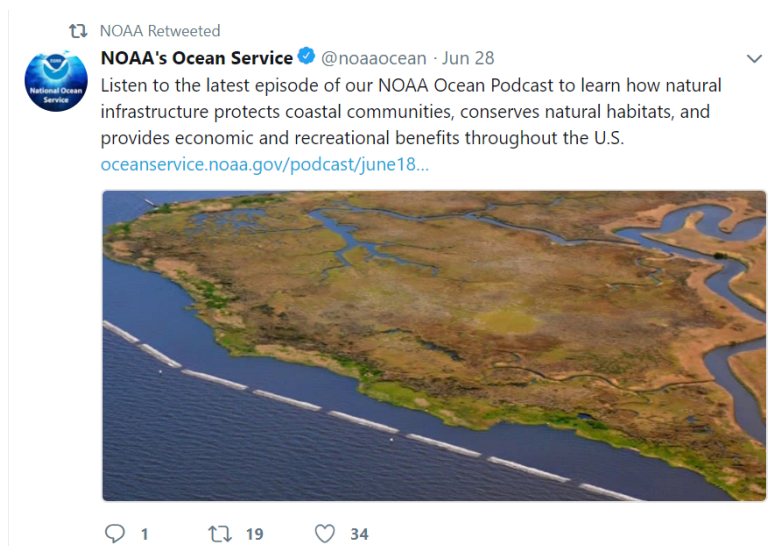 NOAA Retweeted
NOAA's Ocean Service @noaaocean · Jun 28
Listen to the latest episode of our NOAA Ocean Podcast to learn how natural
infrastructure protects coastal communities, conserves natural habitats, and
provides economic and recreational benefits throughout the U.S.
oceanservice.noaa.gov/podcast/june18...
National Ocean
Service
1 19 34